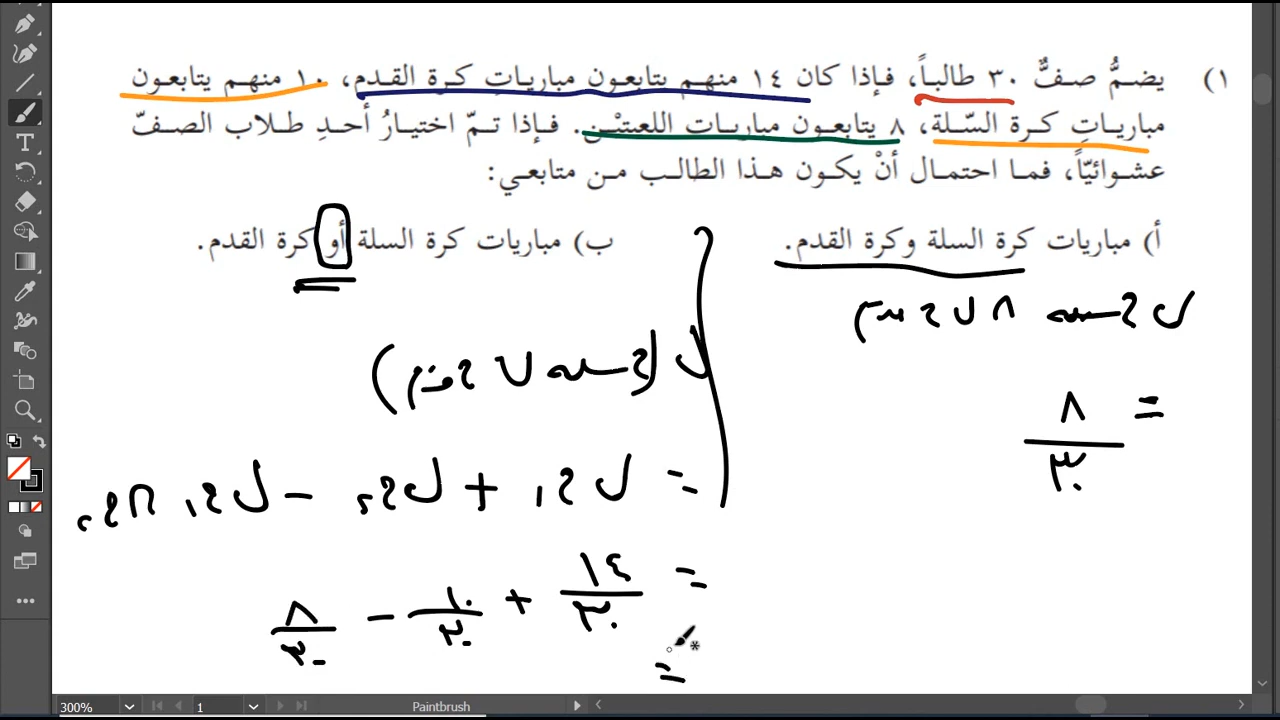 ١) يضمُّ صفٌّ ٣٠ طالباً، فإذا كان ١٤ منهم يتابعون مباريات كرة القدم، ١٠ منهم يتابعون
مبارياتِ كرة السّلة، ٨ يتابعون مباريات اللعبتيْن. فإذا تمّ اختيارُ أحدِ طلاب الصفّ
عشوائيّاً، فما احتمال أنْ يكون هذا الطالب من متابعي:
أ) مباريات كرة السلة وكرة القدم.
ب) مباريات كرة السلة أو كرة القدم.
= ٨/٣٠
= ١٤/٣٠ + ١٠/٣٠ − ٨/٣٠
=
300%
1
Paintbrush